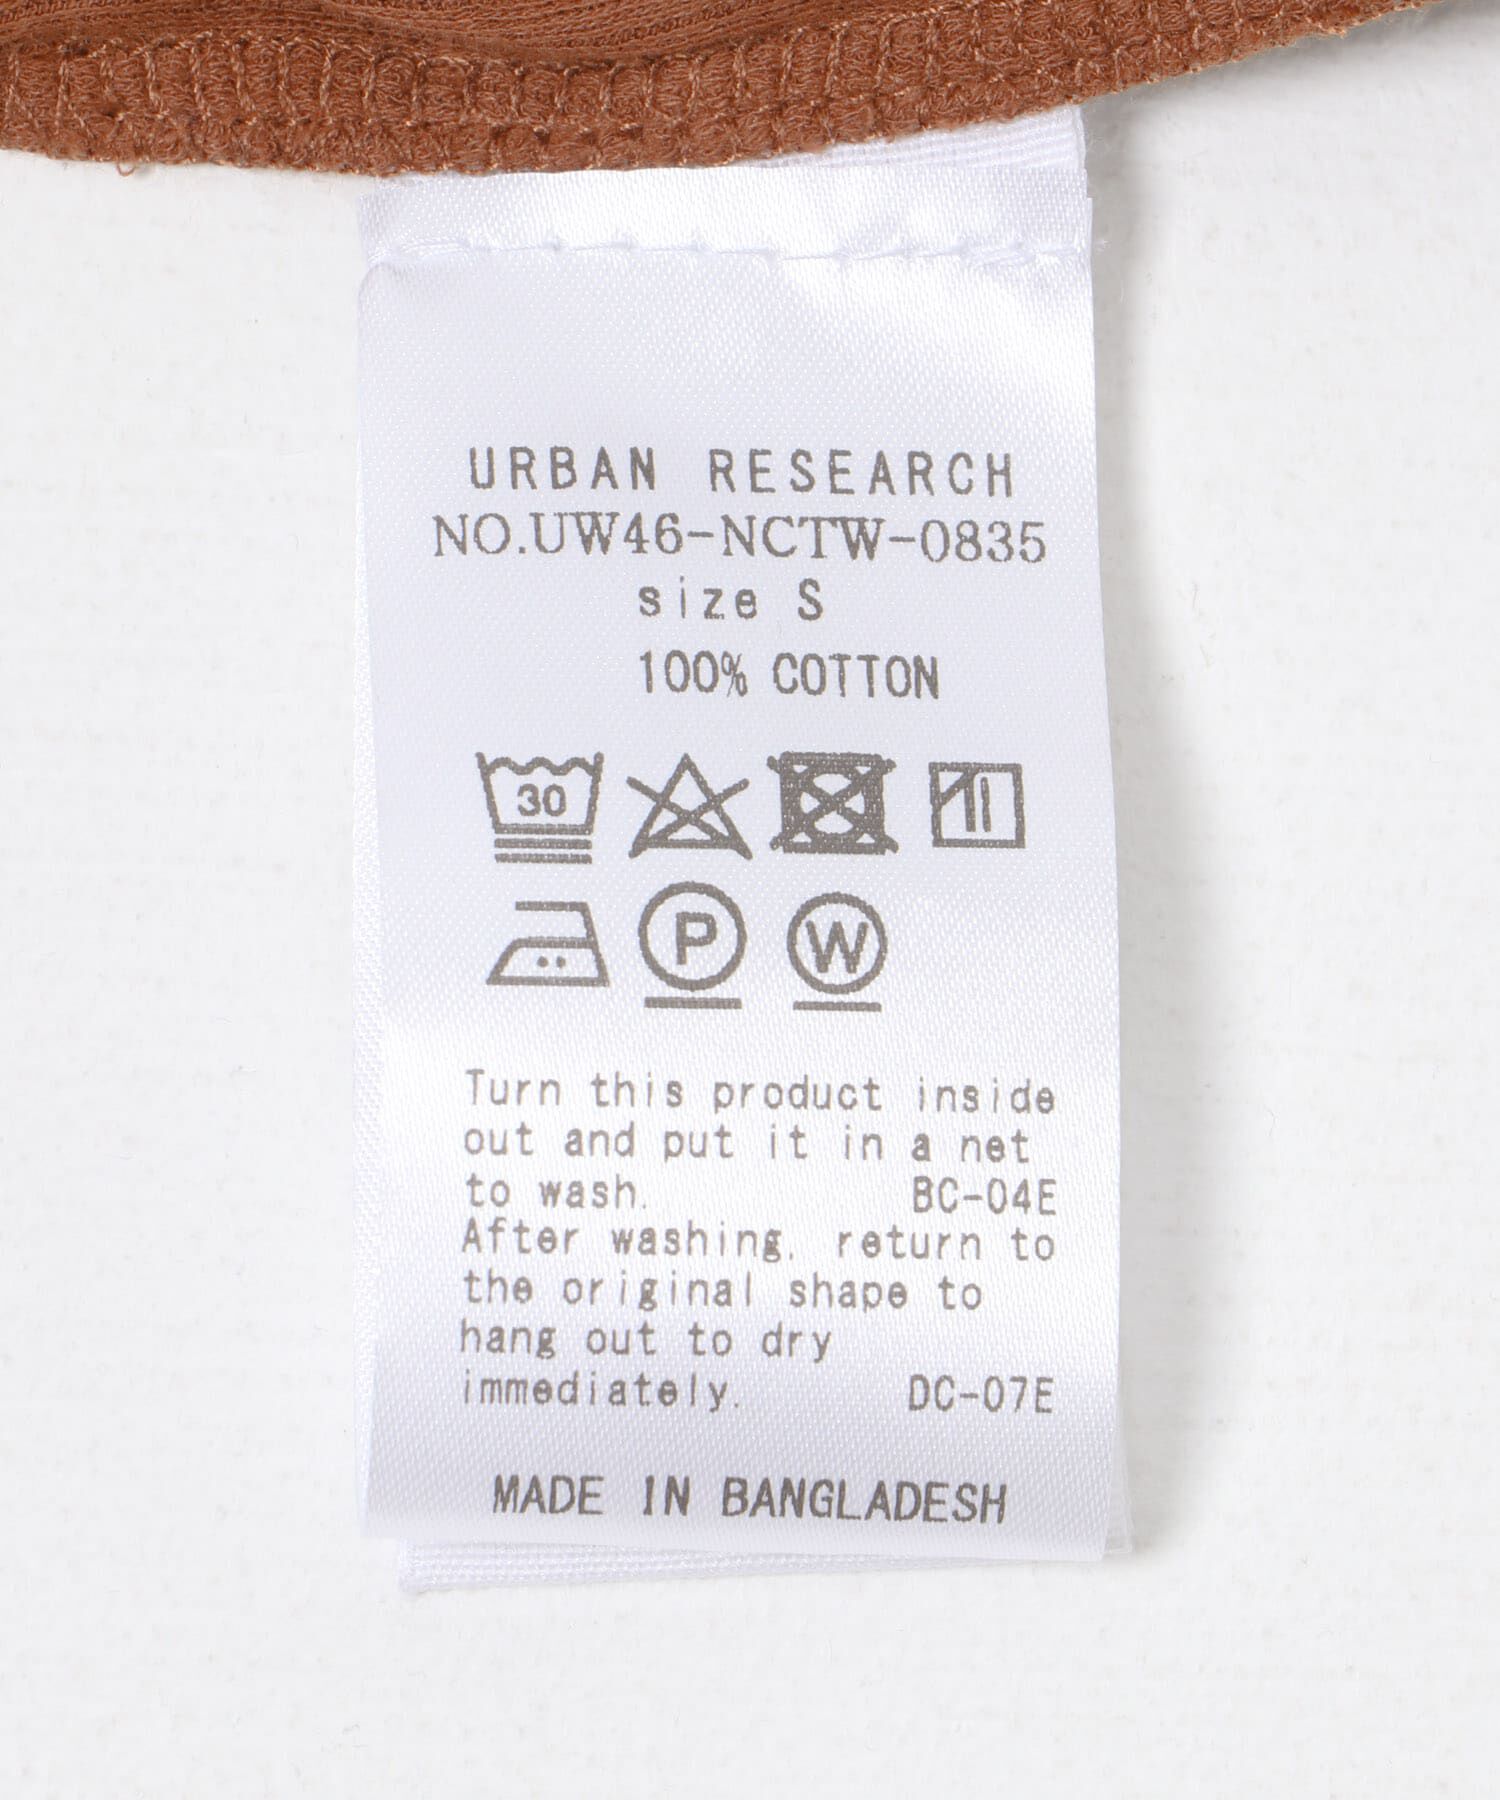 URBAN RESEARCH
NO.UW46-NCTW-0835
size S
100% COTTON
30
P W
Turn this product inside
out and put it in a net
to wash. BC-04E
After washing, return to
the original shape to
hang out to dry
immediately. DC-07E
MADE IN BANGLADESH